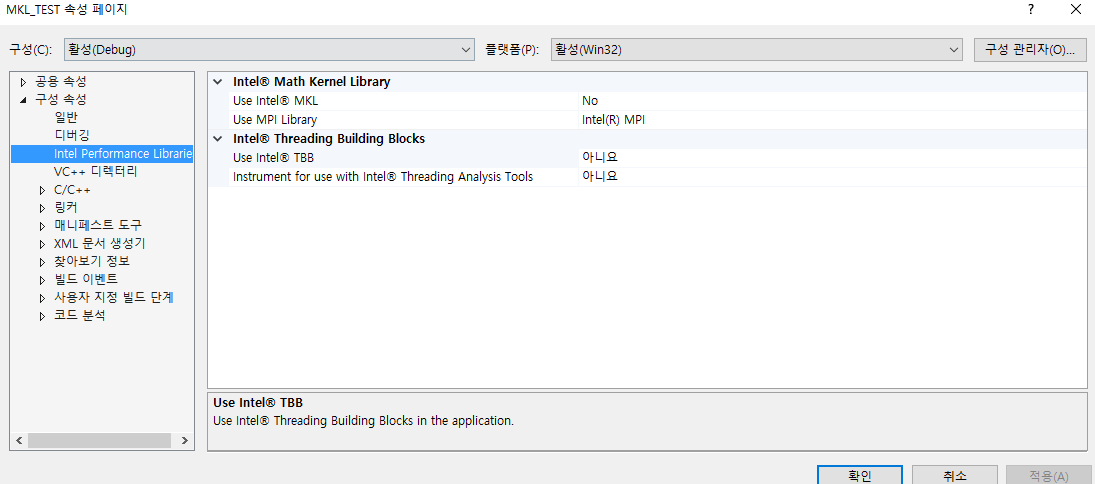 MKL_TEST 속성 페이지
?
구성(C): 활성(Debug) 플랫폼(P): 활성(Win32) 구성 관리자(O)...
공용 속성
구성 속성
일반
디버깅
Intel Performance Librarie
VC++ 디렉터리
C/C++
링커
매니페스트 도구
XML 문서 생성기
찾아보기 정보
빌드 이벤트
사용자 지정 빌드 단계
코드 분석
Intel® Math Kernel Library
Use Intel® MKL No
Use MPI Library Intel(R) MPI
Intel® Threading Building Blocks
Use Intel® TBB 아니요
Instrument for use with Intel® Threading Analysis Tools 아니요
Use Intel® TBB
Use Intel® Threading Building Blocks in the application.
확인 취소 적용(A)